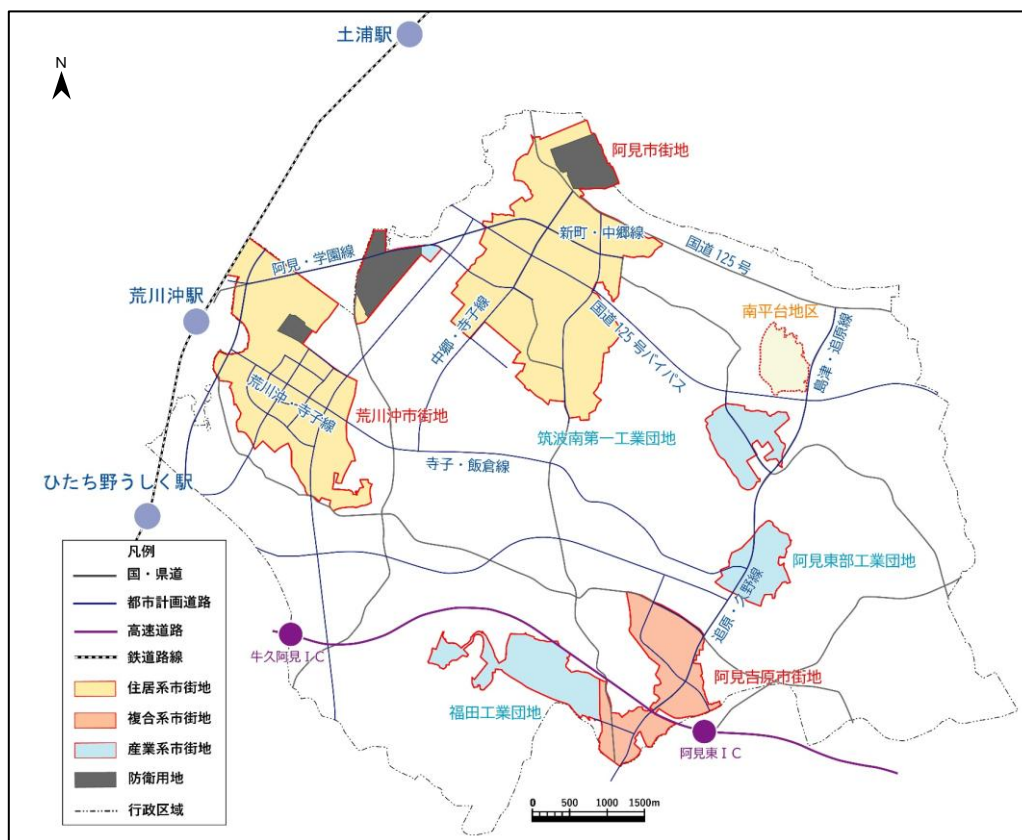 土浦駅
N
阿見市街地
新町・中郷線
国道125号
阿見・学園線
荒川沖駅
南平台地区
国道125号バイパス
島津・追原線
中郷・寺子線
荒川沖・寺子線
荒川沖市街地
筑波南第一工業団地
寺子・飯倉線
ひたち野うしく駅
阿見東部工業団地
追原・久野線
牛久阿見IC
阿見吉原市街地
福田工業団地
阿見東IC
凡例
国・県道
都市計画道路
高速道路
鉄道路線
住居系市街地
複合系市街地
産業系市街地
防衛用地
行政区域
0 500 1000 1500m